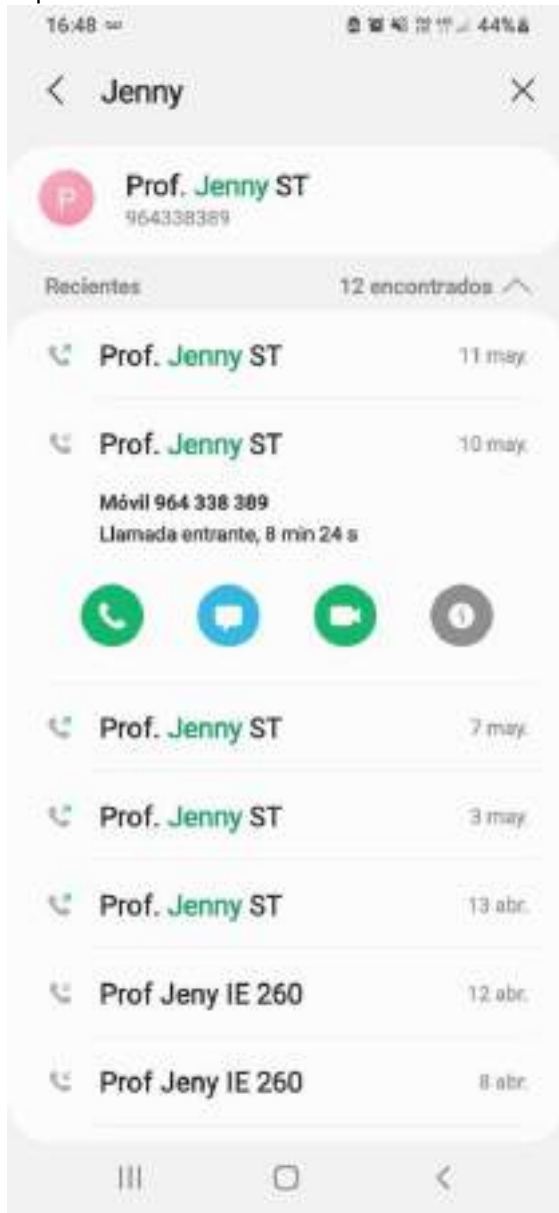 16:48
44%
Jenny
P
Prof. Jenny ST
964338389
Recientes 12 encontrados
Prof. Jenny ST 11 may.
Prof. Jenny ST 10 may.
Móvil 964 338 389
Llamada entrante, 8 min 24 s
Prof. Jenny ST 7 may.
Prof. Jenny ST 3 may.
Prof. Jenny ST 13 abr.
Prof Jeny IE 260 12 abr.
Prof Jeny IE 260 8 abr.